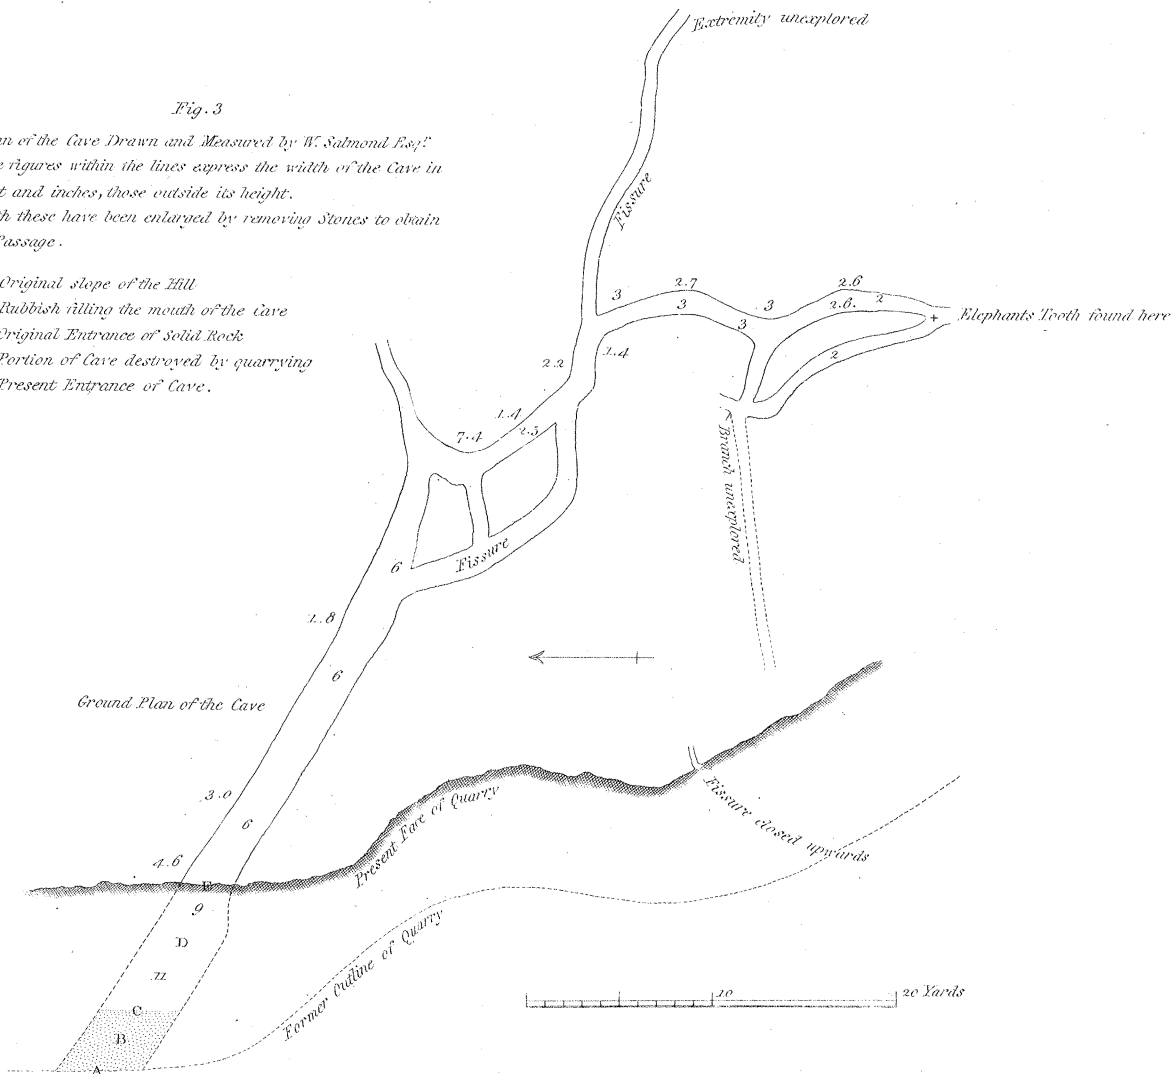 Extremity unexplored
Fig. 3
of the Cave Drawn and Measured by W. Salmond Esqr
figures within the lines express the width of the Cave in
and inches, those outside its height.
these have been enlarged by removing Stones to obtain
Passage.
Original slope of the Hill
Rubbish filling the mouth of the cave
Original Entrance of Solid Rock
Portion of Cave destroyed by quarrying
Present Entrance of Cave.
Fissure
3 2.7 3 2.6
3 3 2.6. 2
Elephants Tooth found here
2.2 1.4 2
1.4
7.4 2.5
Branch unexplored
Fissure
6
1.8
6
Ground Plan of the Cave
3.0
6
4.6
Present Face of Quarry
Fissure closed upwards
E
9
D
11
C
B
A
Former Outline of Quarry
10 20 Yards